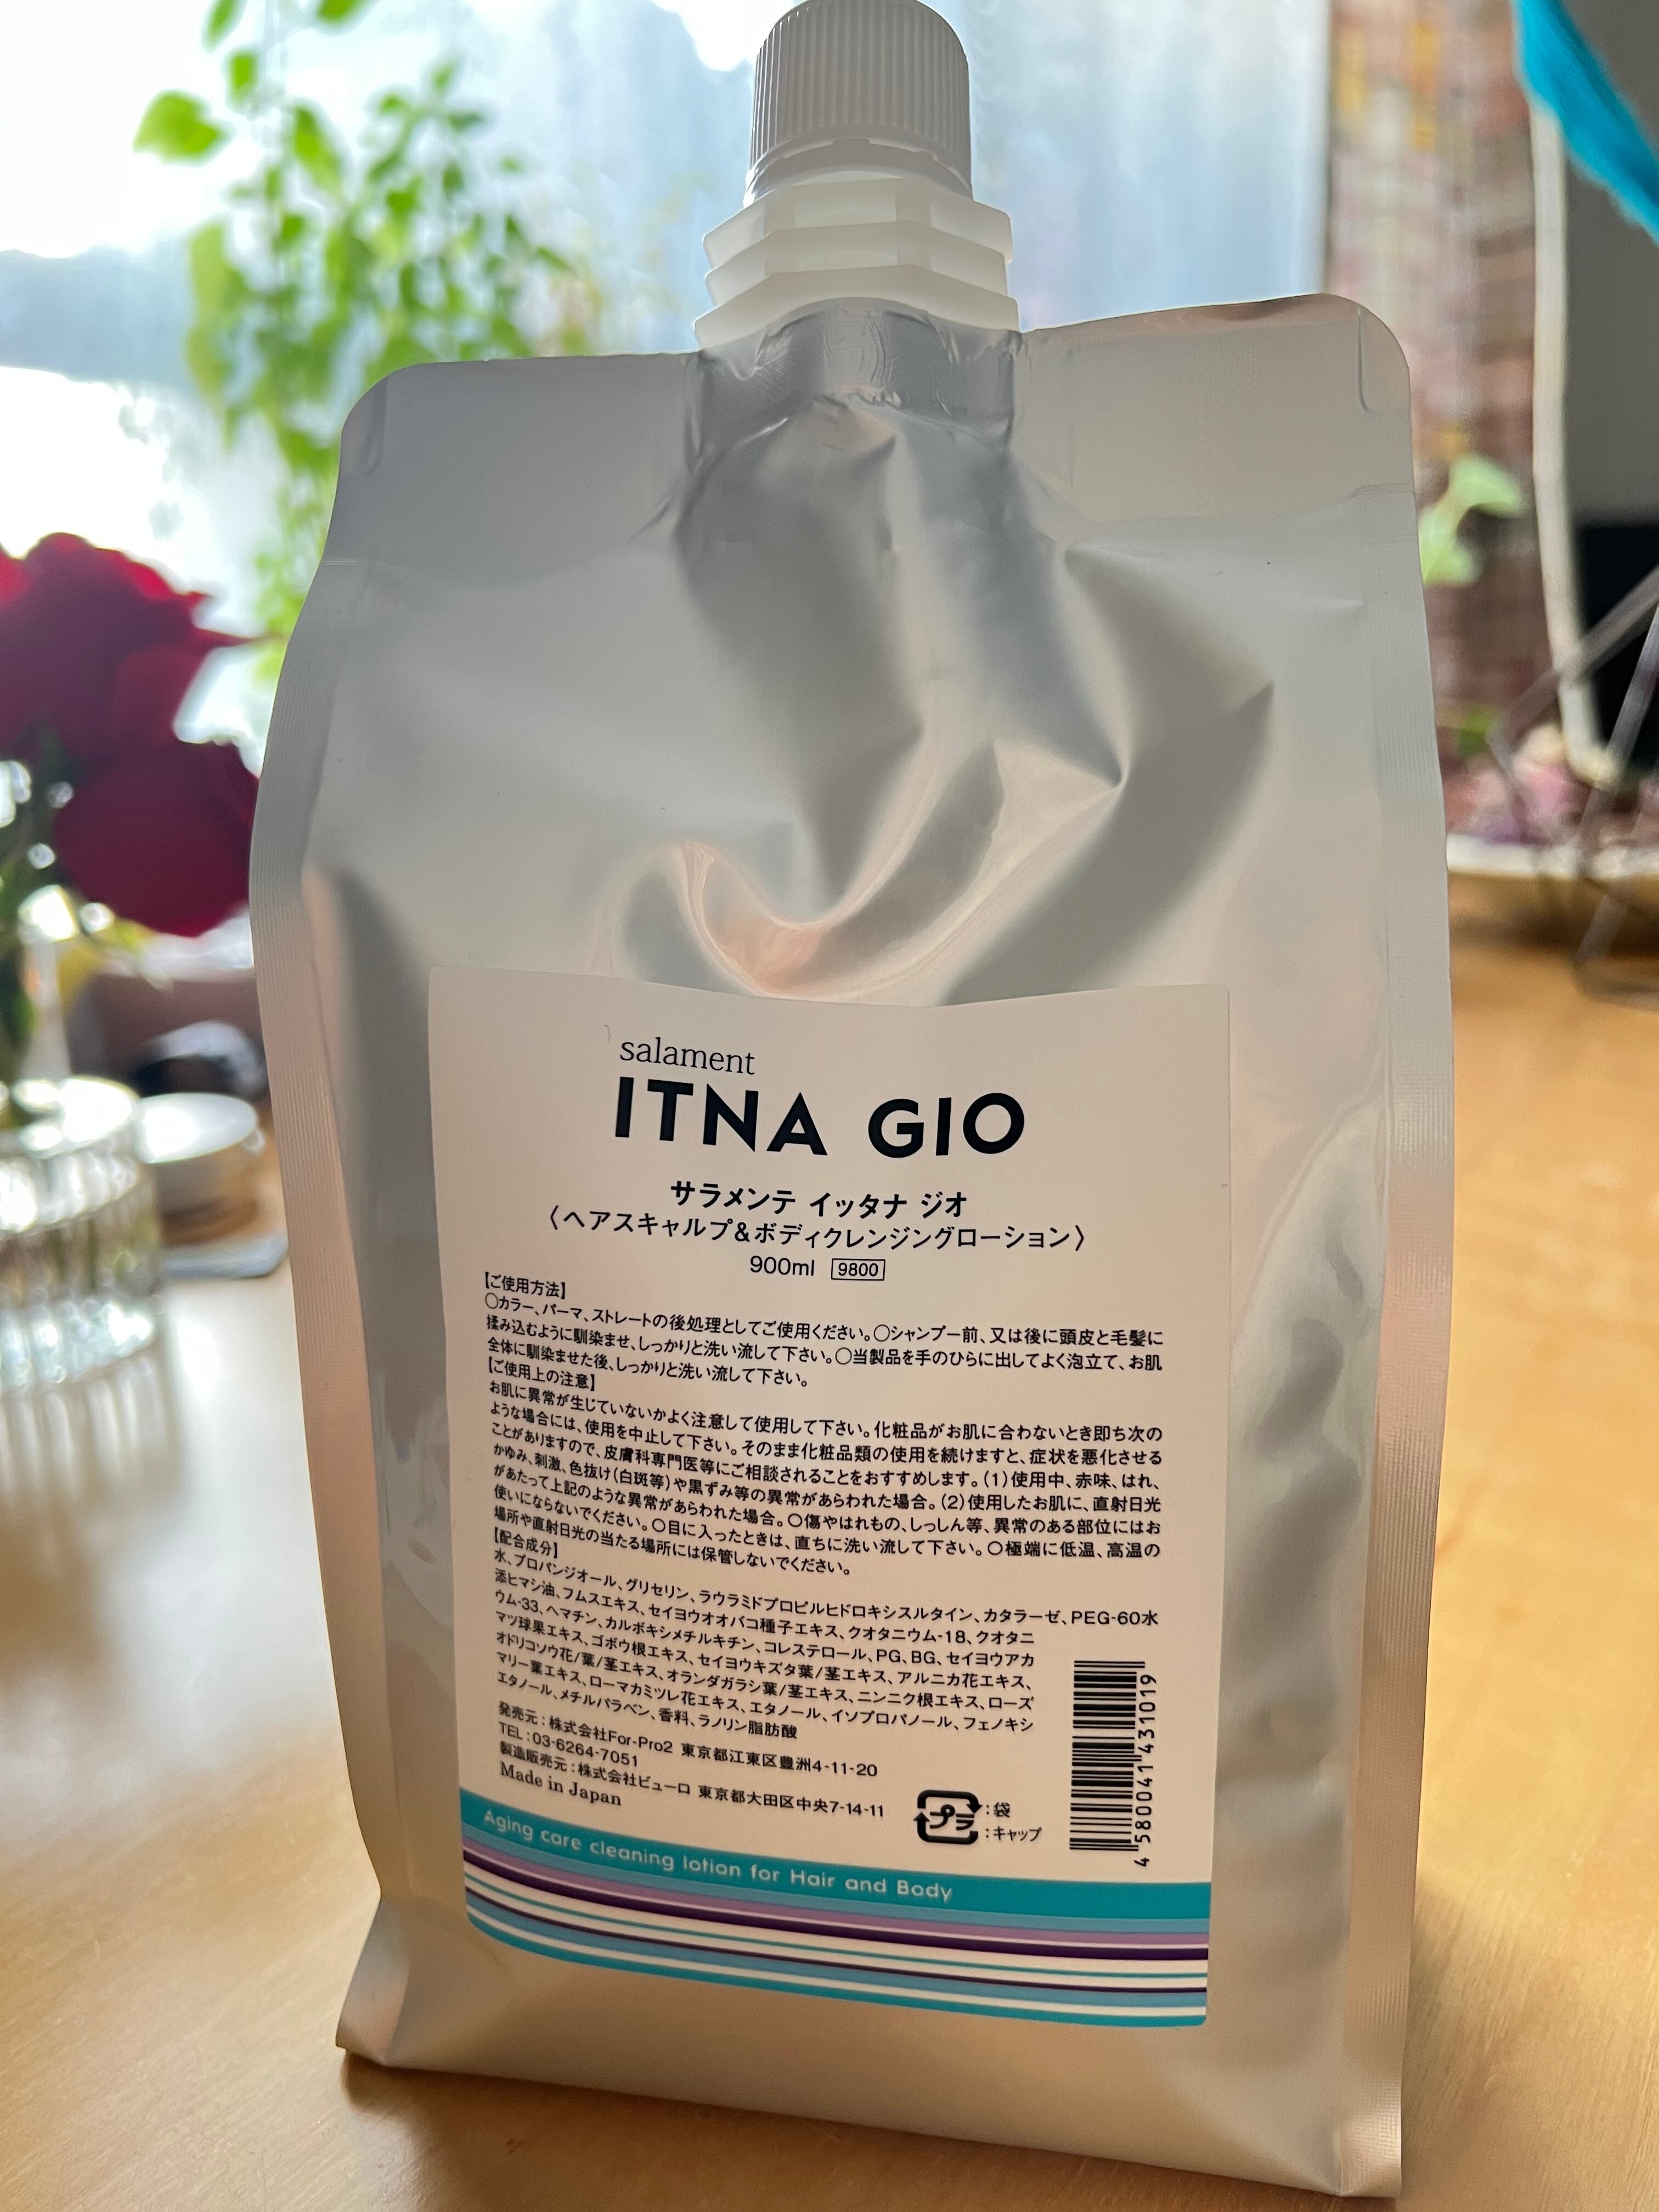 salament
ITNA GIO
サラメンテ イッタナ ジオ
〈ヘアスキャルプ&ボディクレンジングローション〉
900ml 9800
【ご使用方法】
○カラー、パーマ、ストレートの後処理としてご使用ください。○シャンプー前、又は後に頭皮と毛髪に
揉み込むように馴染ませ、しっかりと洗い流して下さい。○当製品を手のひらに出してよく泡立て、お肌
全体に馴染ませた後、しっかりと洗い流して下さい。
【ご使用上の注意】
お肌に異常が生じていないかよく注意して使用して下さい。化粧品がお肌に合わないとき即ち次の
ような場合には、使用を中止して下さい。そのまま化粧品類の使用を続けますと、症状を悪化させる
ことがありますので、皮膚科専門医等にご相談されることをおすすめします。(1)使用中、赤味、はれ、
かゆみ、刺激、色抜け(白斑等)や黒ずみ等の異常があらわれた場合。(2)使用したお肌に、直射日光
があたって上記のような異常があらわれた場合。○傷やはれもの、しっしん等、異常のある部位にはお
使いにならないでください。○目に入ったときは、直ちに洗い流して下さい。○極端に低温、高温の
場所や直射日光の当たる場所には保管しないでください。
【配合成分】
水、プロパンジオール、グリセリン、ラウラミドプロピルヒドロキシスルタイン、カタラーゼ、PEG-60水
添ヒマシ油、フムスエキス、セイヨウオオバコ種子エキス、クオタニウム-18、クオタニ
ウム-33、ヘマチン、カルボキシメチルキチン、コレステロール、PG、BG、セイヨウアカ
マツ球果エキス、ゴボウ根エキス、セイヨウキズタ葉/茎エキス、アルニカ花エキス、
オドリコソウ花/葉/茎エキス、オランダガラシ葉/茎エキス、ニンニク根エキス、ローズ
マリー葉エキス、ローマカミツレ花エキス、エタノール、イソプロパノール、フェノキシ
エタノール、メチルパラベン、香料、ラノリン脂肪酸
発売元:株式会社For-Pro2 東京都江東区豊洲4-11-20
TEL:03-6264-7051
製造販売元:株式会社ビューロ 東京都大田区中央7-14-11
Made in Japan
プラ
:袋
:キャップ
4 580041 431019
Aging care cleaning lotion for Hair and Body